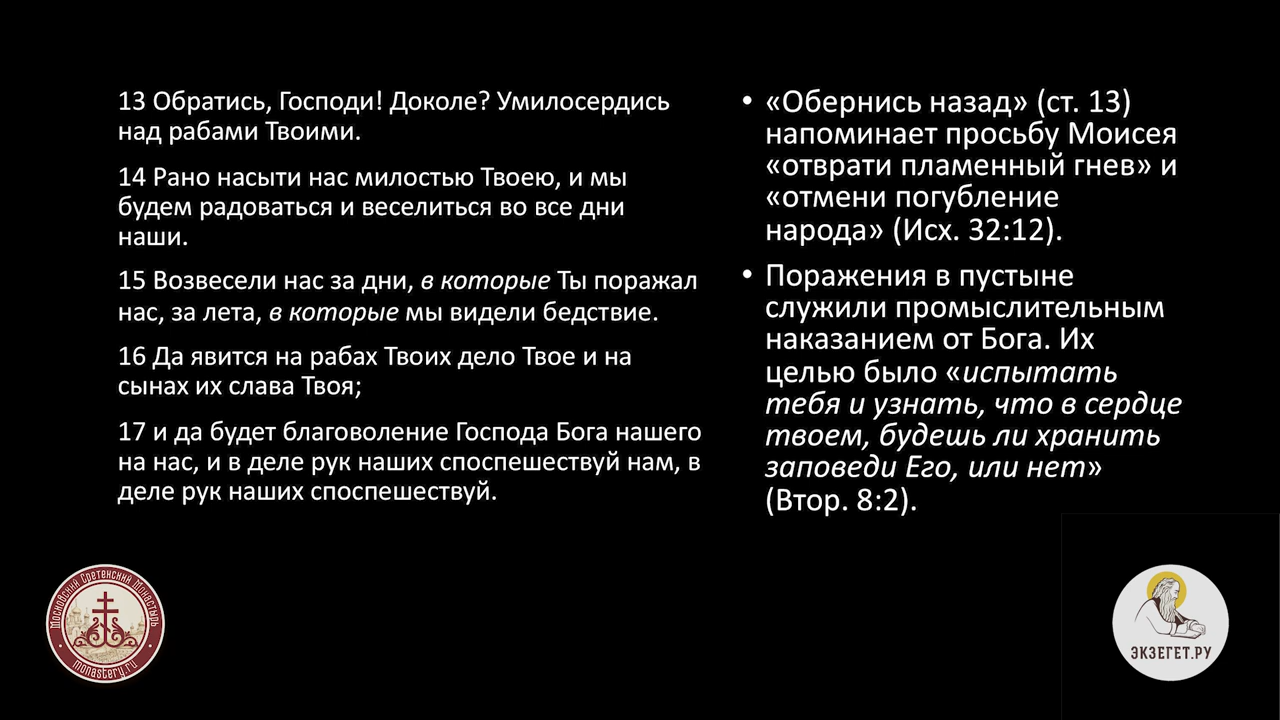 13 Обратись, Господи! Доколе? Умилосердись
над рабами Твоими.
14 Рано насыти нас милостью Твоею, и мы
будем радоваться и веселиться во все дни
наши.
15 Возвесели нас за дни, в которые Ты поражал
нас, за лета, в которые мы видели бедствие.
16 Да явится на рабах Твоих дело Твое и на
сынах их слава Твоя;
17 и да будет благоволение Господа Бога нашего
на нас, и в деле рук наших споспешествуй нам, в
деле рук наших споспешествуй.
• «Обернись назад» (ст. 13)
напоминает просьбу Моисея
«отврати пламенный гнев» и
«отмени погубление
народа» (Исх. 32:12).
• Поражения в пустыне
служили промыслительным
наказанием от Бога. Их
целью было «испытать
тебя и узнать, что в сердце
твоем, будешь ли хранить
заповеди Его, или нет»
(Втор. 8:2).
Московский Сретенский Монастырь
monastery.ru
ЭКЗЕГЕТ.РУ